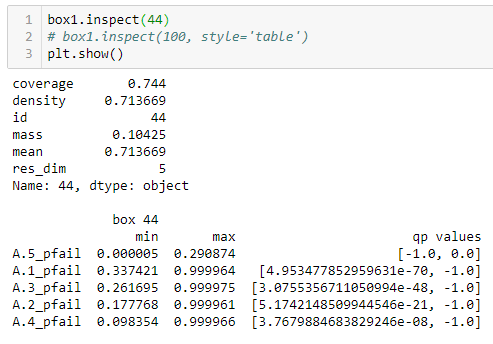 1 box1.inspect(44)
2 # box1.inspect(100, style='table')
3 plt.show()
coverage 0.744
density 0.713669
id 44
mass 0.10425
mean 0.713669
res_dim 5
Name: 44, dtype: object
box 44
min max qp values
A.5_pfail 0.000005 0.290874 [-1.0, 0.0]
A.1_pfail 0.337421 0.999964 [4.953477852959631e-70, -1.0]
A.3_pfail 0.261695 0.999975 [3.0755356711050994e-48, -1.0]
A.2_pfail 0.177768 0.999961 [5.1742148509944546e-21, -1.0]
A.4_pfail 0.098354 0.999966 [3.7679884683829246e-08, -1.0]